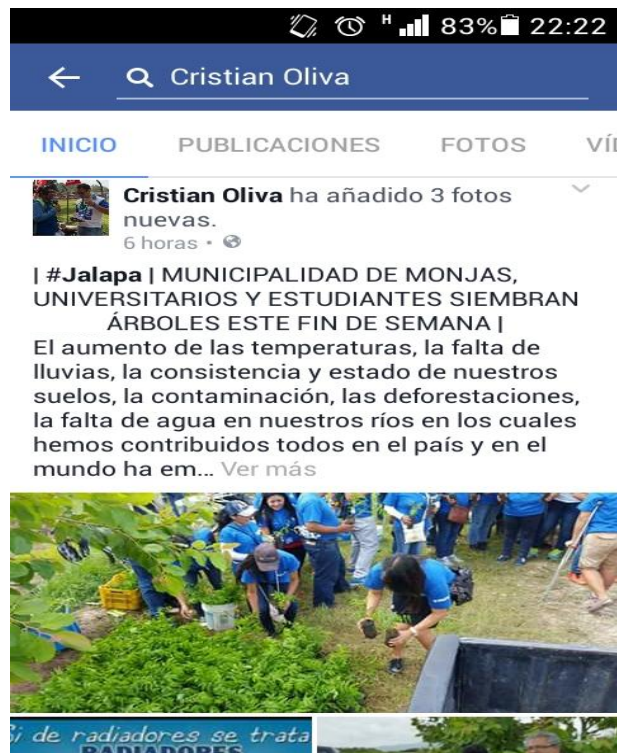 H 83% 22:22
Cristian Oliva
INICIO PUBLICACIONES FOTOS
Cristian Oliva ha añadido 3 fotos
nuevas.
6 horas •
| #Jalapa | MUNICIPALIDAD DE MONJAS,
UNIVERSITARIOS Y ESTUDIANTES SIEMBRAN
ÁRBOLES ESTE FIN DE SEMANA |
El aumento de las temperaturas, la falta de
lluvias, la consistencia y estado de nuestros
suelos, la contaminación, las deforestaciones,
la falta de agua en nuestros ríos en los cuales
hemos contribuidos todos en el país y en el
mundo ha em... Ver más
de radiadores se trata
RADIADORES